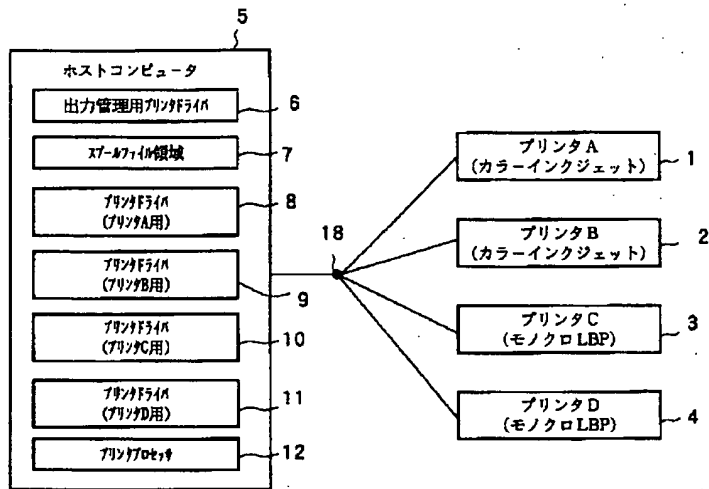 5
ホストコンピュータ
出力管理用プリンタドライバ
6
スプールファイル領域
7
プリンタドライバ
(プリンタA用)
8
プリンタドライバ
(プリンタB用)
9
プリンタドライバ
(プリンタC用)
10
プリンタドライバ
(プリンタD用)
11
プリンタプロセッサ
12
18
プリンタA
(カラーインクジェット)
1
プリンタB
(カラーインクジェット)
2
プリンタC
(モノクロLBP)
3
プリンタD
(モノクロLBP)
4